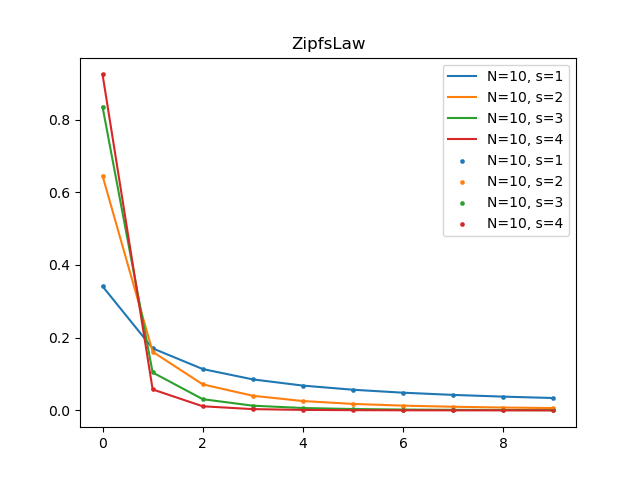 ZipfsLaw
N=10, s=1
N=10, s=2
N=10, s=3
N=10, s=4
N=10, s=1
N=10, s=2
N=10, s=3
N=10, s=4
0.8
0.6
0.4
0.2
0.0
0 2 4 6 8